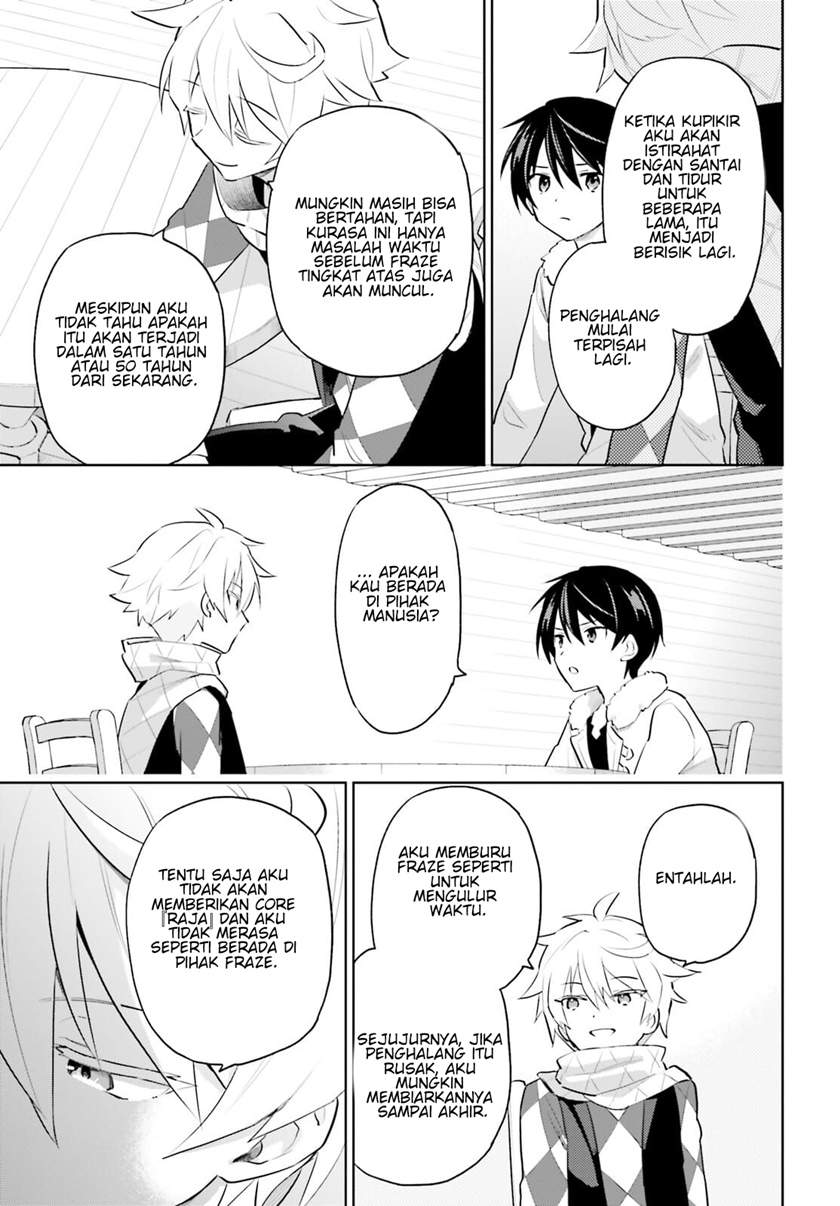 KETIKA KUPIKIR
AKU AKAN
ISTIRAHAT
DENGAN SANTAI
DAN TIDUR
UNTUK
BEBERAPA
LAMA, ITU
MENJADI
BERISIK LAGI.
PENGHALANG
MULAI
TERPISAH
LAGI.
MUNGKIN MASIH BISA
BERTAHAN, TAPI
KURASA INI HANYA
MASALAH WAKTU
SEBELUM FRAZE
TINGKAT ATAS JUGA
AKAN MUNCUL.
MESKIPUN AKU
TIDAK TAHU APAKAH
ITU AKAN TERJADI
DALAM SATU TAHUN
ATAU 50 TAHUN
DARI SEKARANG.
... APAKAH
KAU BERADA
DI PIHAK
MANUSIA?
ENTAHLAH.
AKU MEMBURU
FRAZE SEPERTI
UNTUK
MENGULUR
WAKTU.
SEJUJURNYA, JIKA
PENGHALANG ITU
RUSAK, AKU
MUNGKIN
MEMBIARKANNYA
SAMPAI AKHIR.
TENTU SAJA AKU
TIDAK AKAN
MEMBERIKAN CORE
『RAJA』 DAN AKU
TIDAK MERASA
SEPERTI BERADA DI
PIHAK FRAZE.